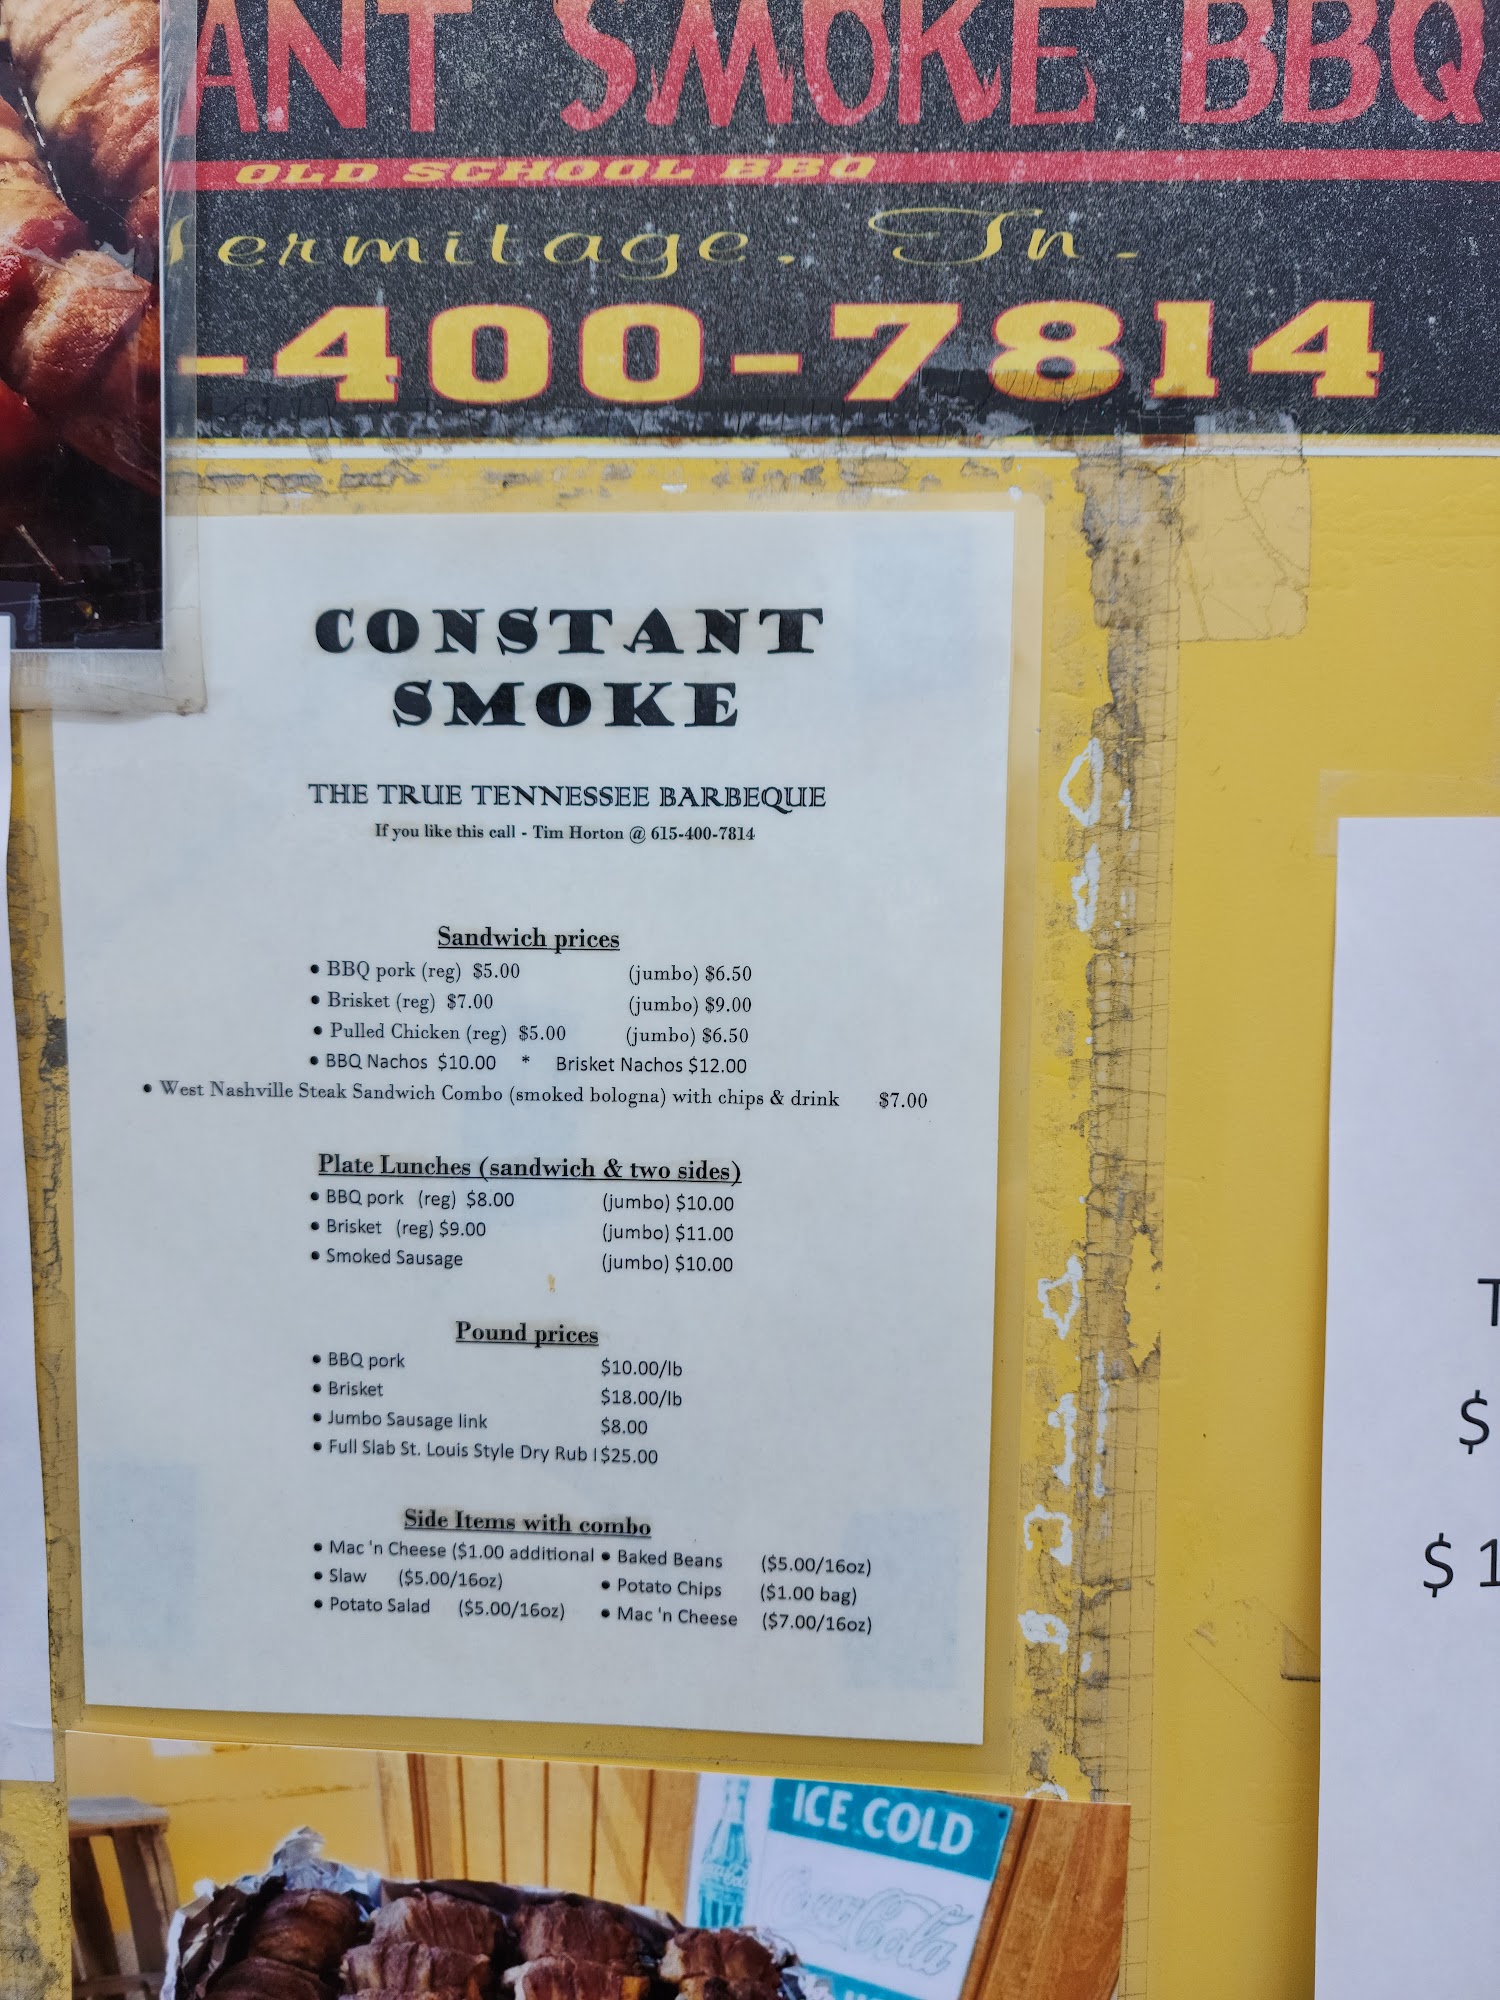 ANT SMOKE BBQ
OLD SCHOOL BBQ
Hermitage, Tn.
-400-7814
CONSTANT
SMOKE
THE TRUE TENNESSEE BARBEQUE
If you like this call - Tim Horton @ 615-400-7814
Sandwich prices
• BBQ pork (reg) $5.00 (jumbo) $6.50
• Brisket (reg) $7.00 (jumbo) $9.00
• Pulled Chicken (reg) $5.00 (jumbo) $6.50
• BBQ Nachos $10.00 * Brisket Nachos $12.00
• West Nashville Steak Sandwich Combo (smoked bologna) with chips & drink $7.00
Plate Lunches (sandwich & two sides)
• BBQ pork (reg) $8.00 (jumbo) $10.00
• Brisket (reg) $9.00 (jumbo) $11.00
• Smoked Sausage (jumbo) $10.00
Pound prices
• BBQ pork $10.00/lb
• Brisket $18.00/lb
• Jumbo Sausage link $8.00
• Full Slab St. Louis Style Dry Rub $25.00
Side Items with combo
• Mac 'n Cheese ($1.00 additional • Baked Beans ($5.00/16oz)
• Slaw ($5.00/16oz) • Potato Chips ($1.00 bag)
• Potato Salad ($5.00/16oz) • Mac 'n Cheese ($7.00/16oz)
T
$
$1
ICE COLD
Coca-Cola